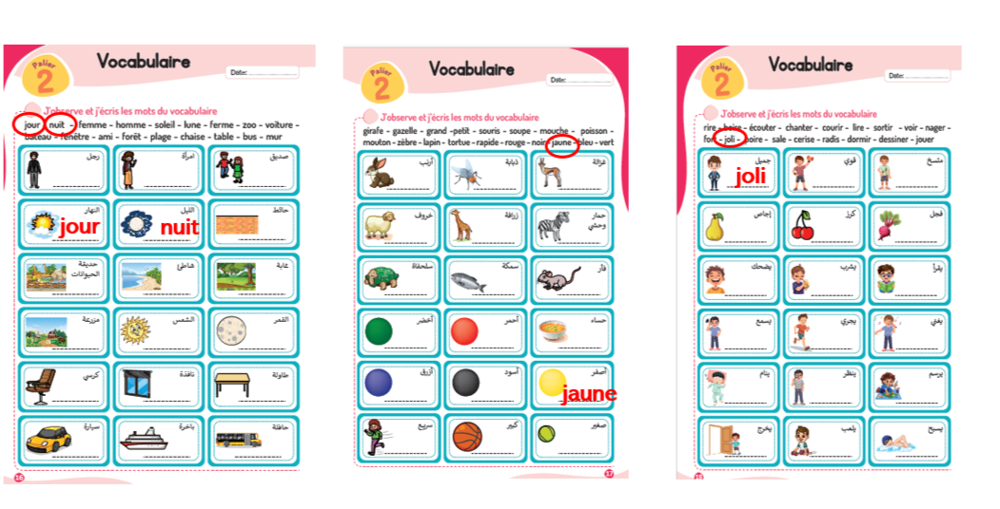 Palier
2
Vocabulaire
Date:
J'observe et j'écris les mots du vocabulaire
jour - nuit - femme - homme - soleil - lune - ferme - zoo - voiture -
bateau - fenêtre - ami - forêt - plage - chaise - table - bus - mur
رجل
امرأة
صديق
النهار
jour
الليل
nuit
حائط
حديقة الحيوانات
شاطئ
غابة
مزرعة
الشمس
القمر
كرسي
نافذة
طاولة
سيارة
باخرة
حافلة
16
Palier
2
Vocabulaire
Date:
J'observe et j'écris les mots du vocabulaire
girafe - gazelle - grand -petit - souris - soupe - mouche - poisson -
mouton - zèbre - lapin - tortue - rapide - rouge - noir- jaune - bleu - vert
أرنب
ذبابة
غزالة
خروف
زرافة
حمار وحشي
سلحفاة
سمكة
فأر
أخضر
أحمر
حساء
أزرق
أسود
أصفر
jaune
سريع
كبير
صغير
17
Palier
2
Vocabulaire
Date:
J'observe et j'écris les mots du vocabulaire
rire - boire - écouter - chanter - courir - lire - sortir - voir - nager -
fort - joli - poire - sale - cerise - radis - dormir - dessiner - jouer
جميل
joli
قوي
متسخ
إجاص
كرز
فجل
يضحك
يشرب
يقرأ
يسمع
يجري
يغني
ينام
ينظر
يرسم
يخرج
يلعب
يسبح
18